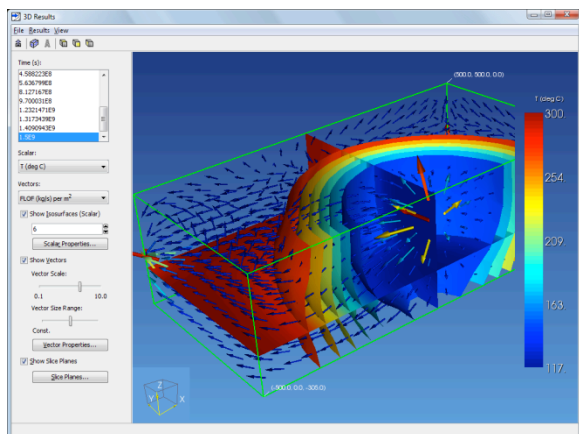 3D Results
File Results View
Time (s):
4.588223E8
5.636799E8
8.127167E8
9.700031E8
1.2321471E9
1.3173439E9
1.4090943E9
1.5E9
Scaler:
T (deg C)
Vectors:
FLOF (kg/s) per m²
Show Isosurfaces (Scalar)
6
Scalar Properties...
Show Vectors
Vector Scale:
0.1 10.0
Vector Size Range:
Const.
Vector Properties...
Show Slice Planes
Slice Planes...
(500.0, 500.0, 0.0)
T (deg C)
300.
254.
209.
163.
117.
(-500.0, 0.0, -305.0)
Z
Y X